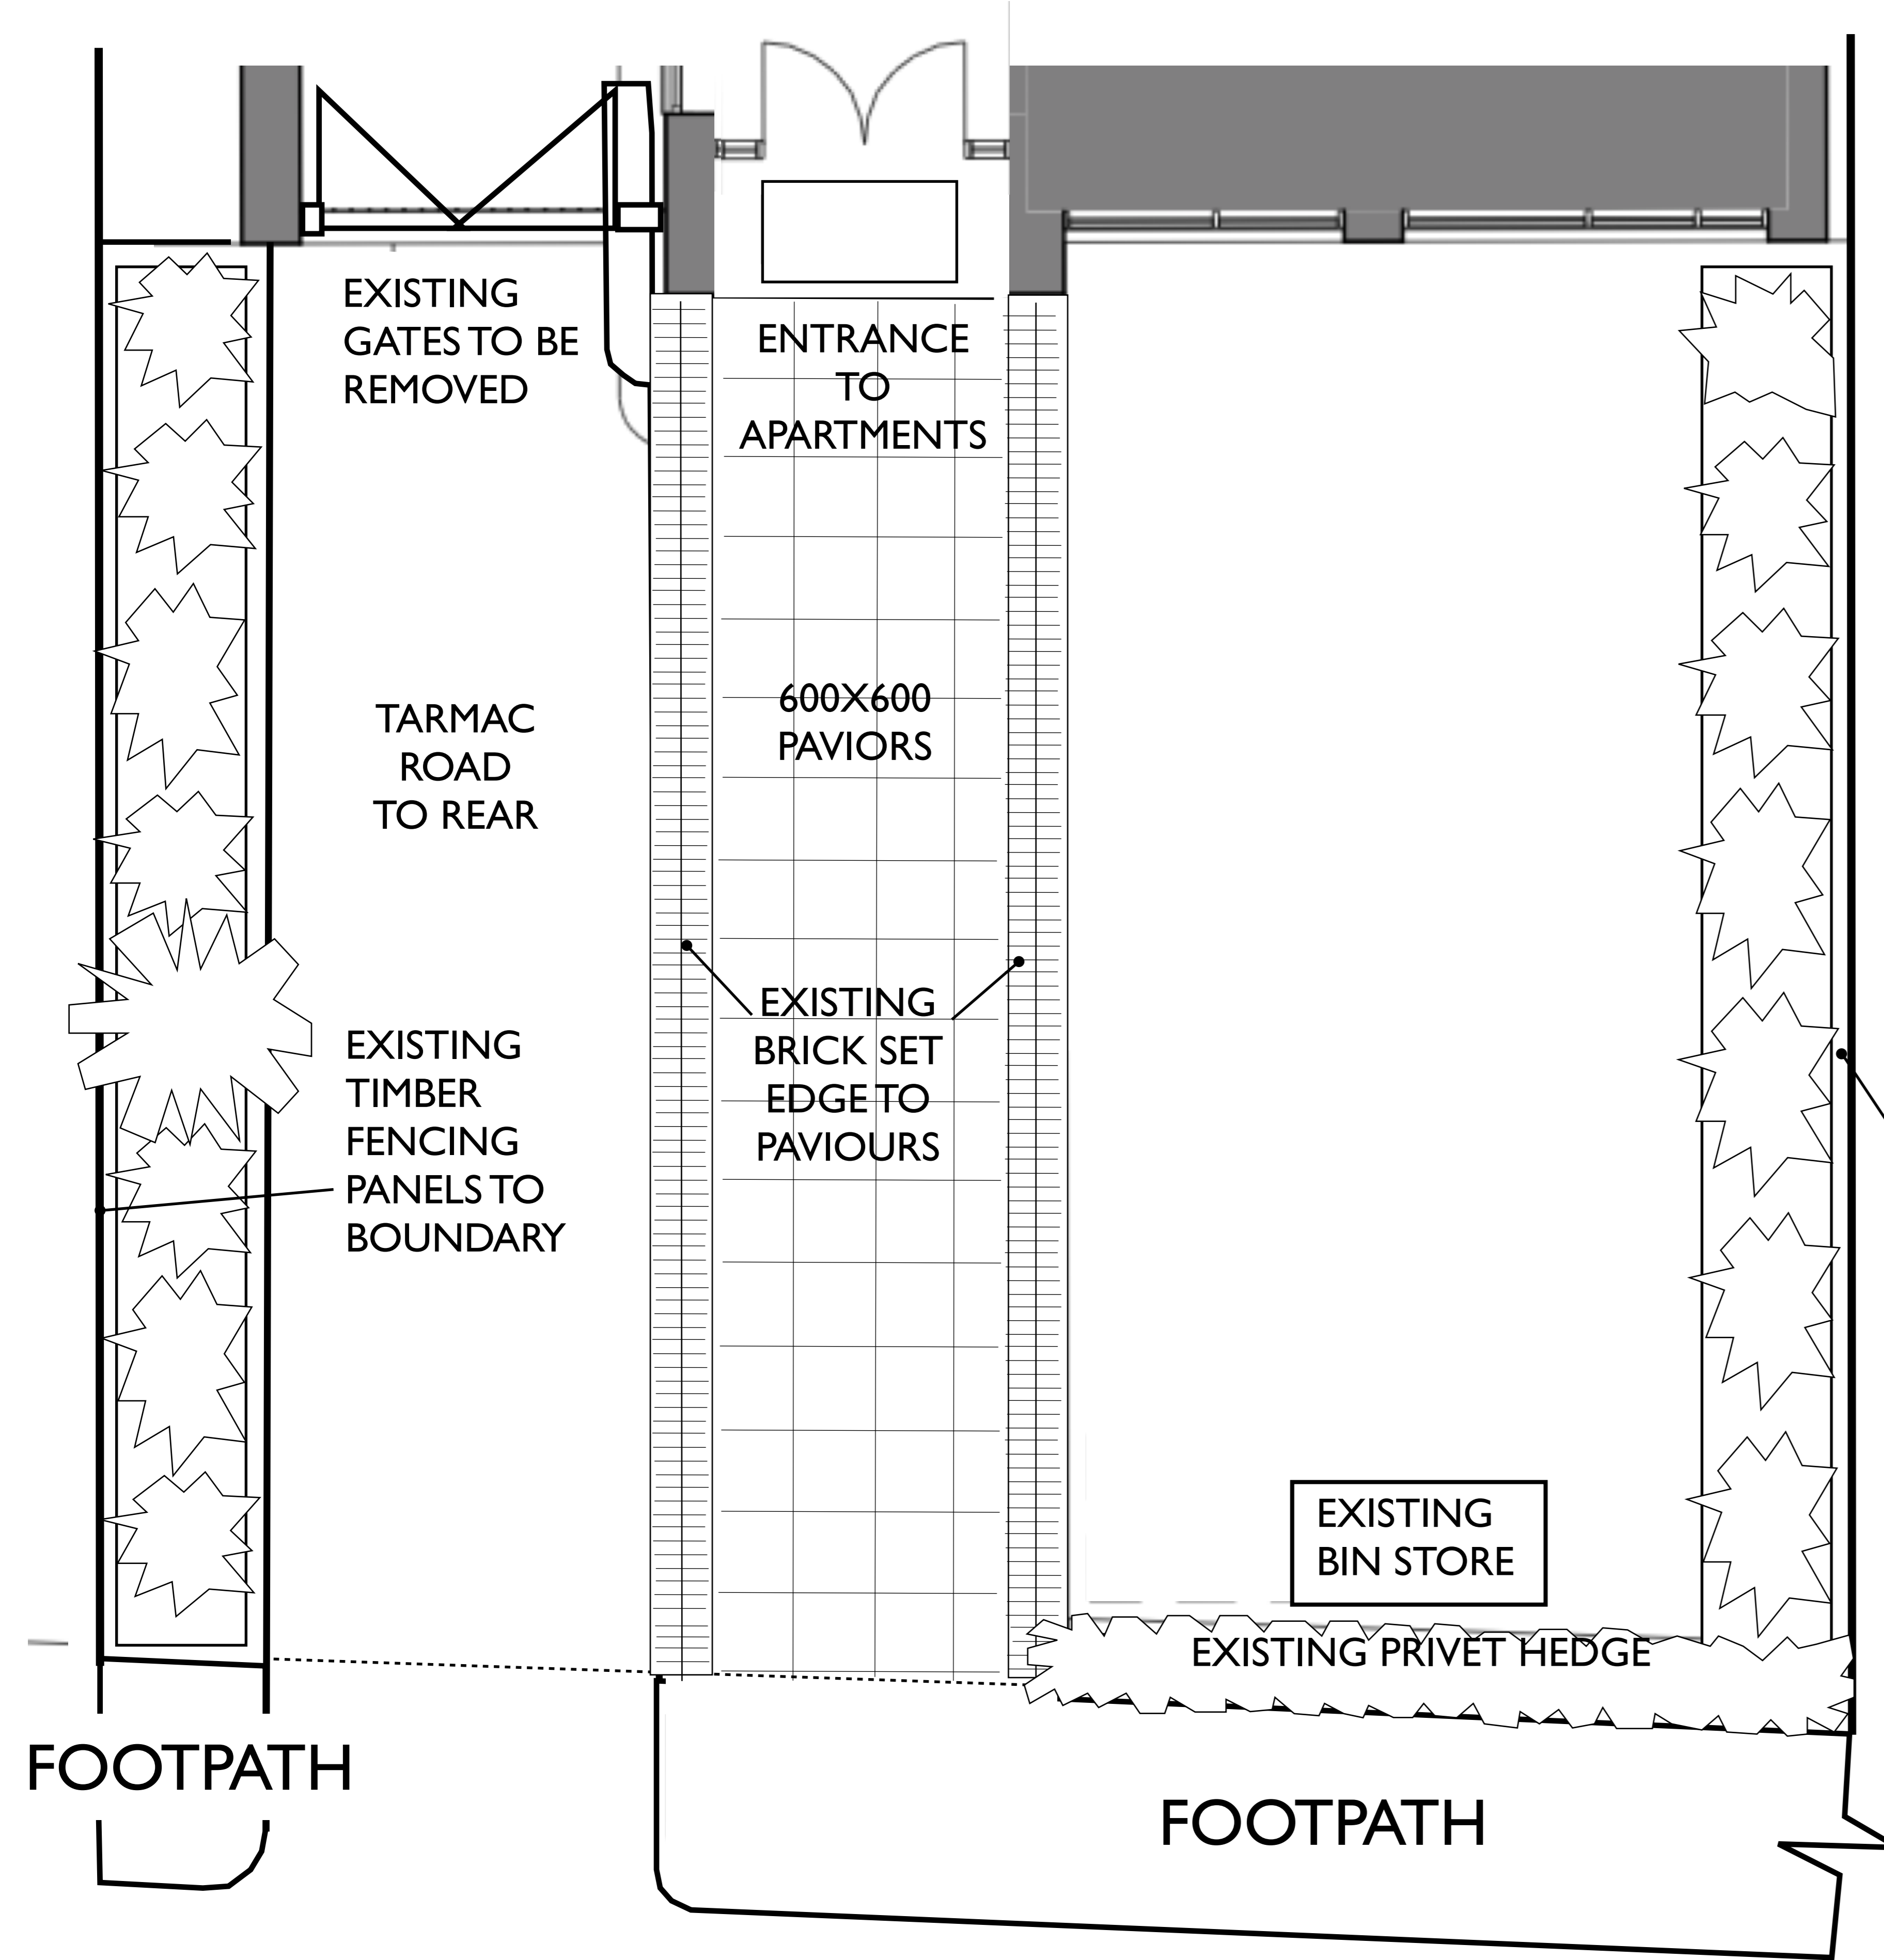 EXISTING
GATES TO BE
REMOVED
ENTRANCE
TO
APARTMENTS
TARMAC
ROAD
TO REAR
600X600
PAVIORS
EXISTING
TIMBER
FENCING
PANELS TO
BOUNDARY
EXISTING
BRICK SET
EDGE TO
PAVIOURS
EXISTING
BIN STORE
EXISTING PRIVET HEDGE
FOOTPATH
FOOTPATH